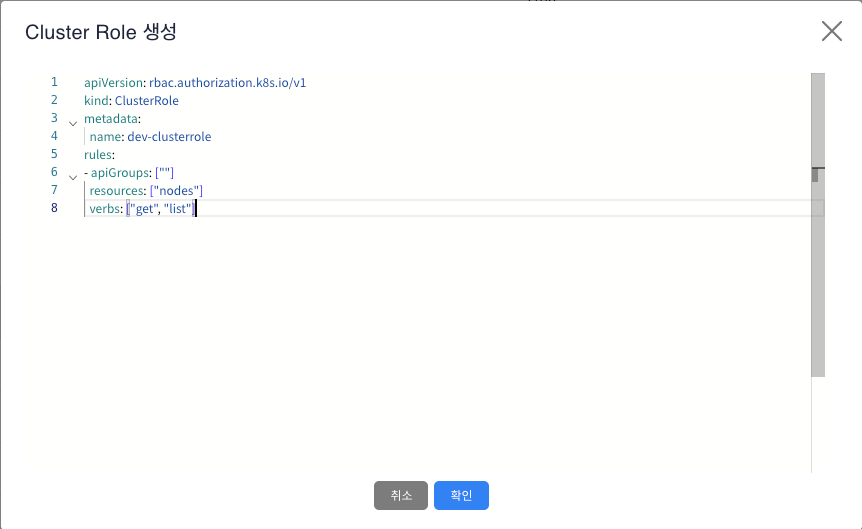 Cluster Role 생성
1 apiVersion: rbac.authorization.k8s.io/v1
2 kind: ClusterRole
3 metadata:
4 name: dev-clusterrole
5 rules:
6 - apiGroups: [""]
7 resources: ["nodes"]
8 verbs: ["get", "list"]
취소 확인